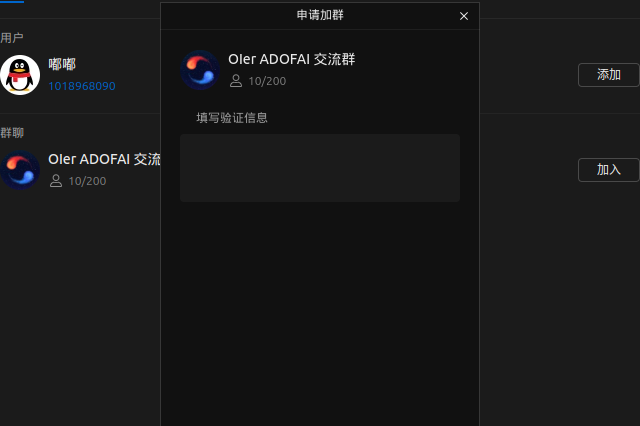 申请加群
用户
嘟嘟
1018968090
添加
OIer ADOFAI 交流群
10/200
填写验证信息
群聊
OIer ADOFAI 交流
10/200
加入